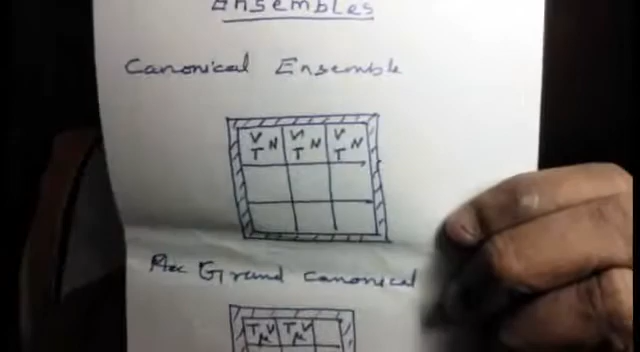 Ensembles
Canonical Ensemble
V N V N V N
T T T
Grand canonical
T V T V
μ μ